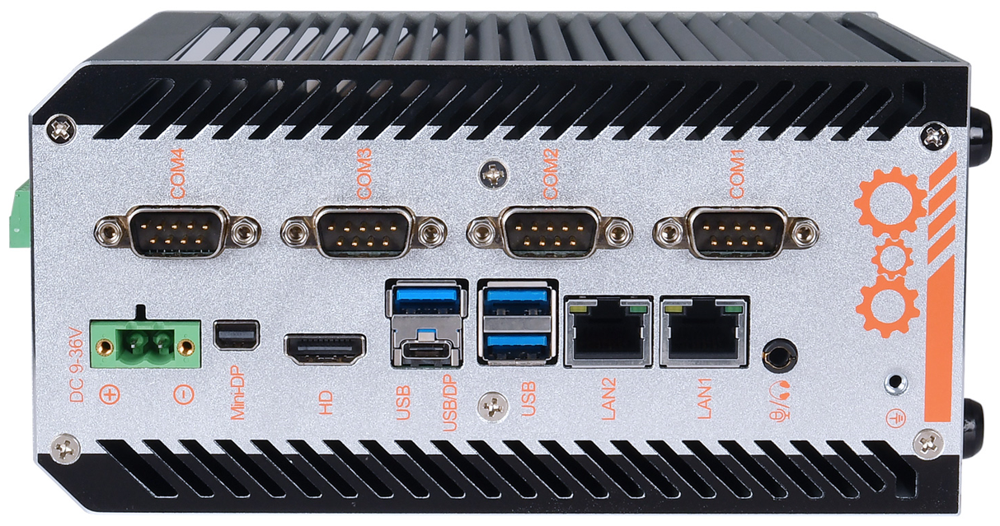 COM4
COM3
COM2
COM1
DC 9-36V
Mini-DP
HD
USB
USB/DP
USB
LAN2
LAN1